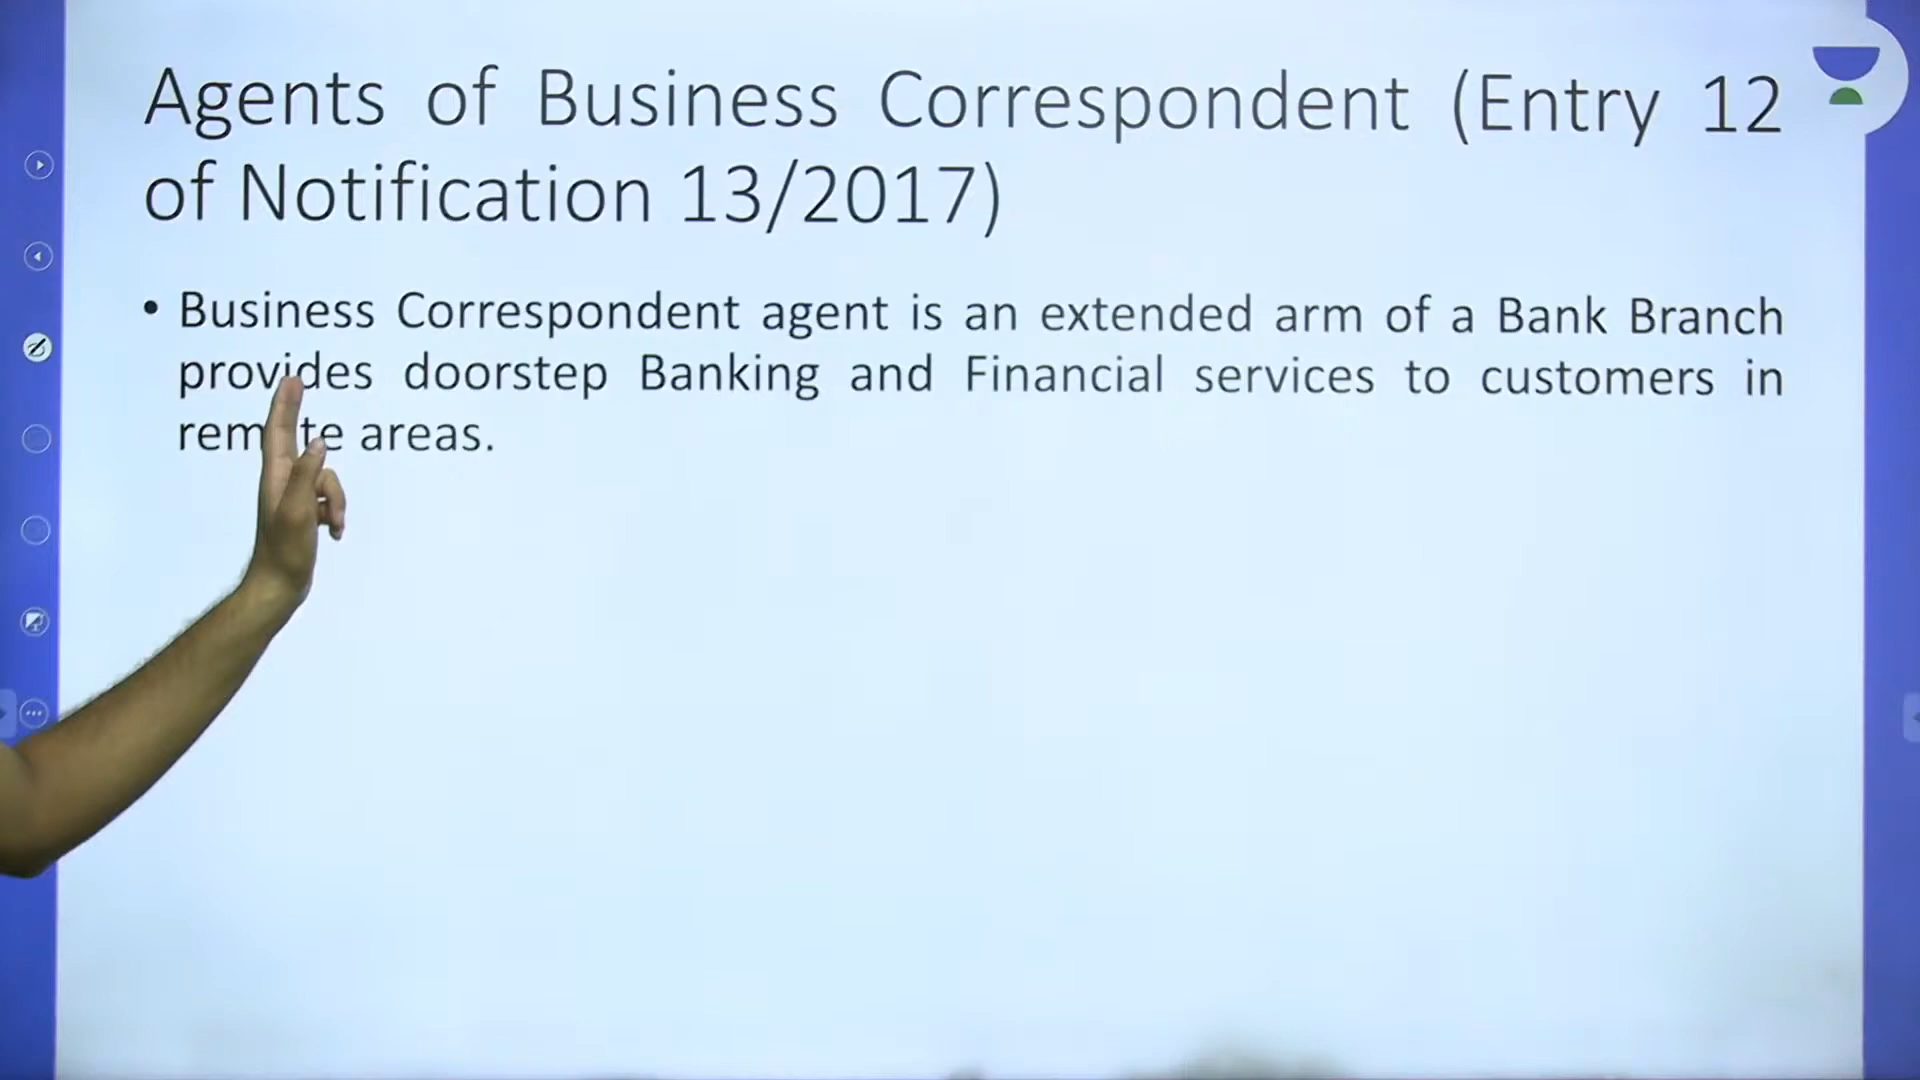 Agents of Business Correspondent (Entry 12
of Notification 13/2017)
• Business Correspondent agent is an extended arm of a Bank Branch
provides doorstep Banking and Financial services to customers in
remote areas.